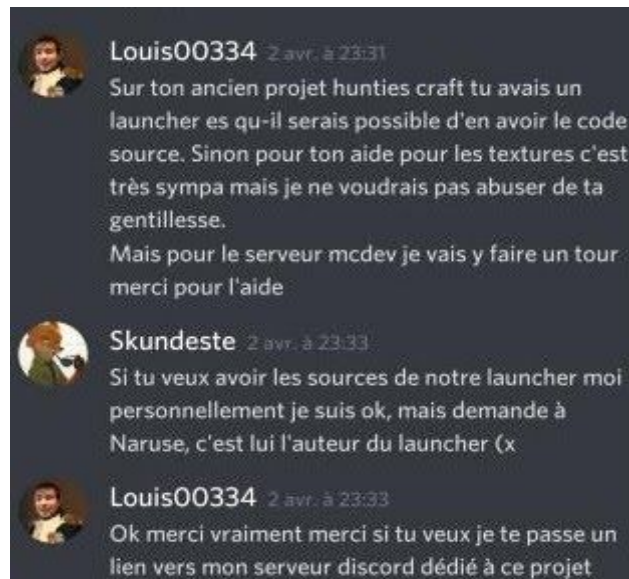 Louis00334 2 avr. à 23:31
Sur ton ancien projet hunties craft tu avais un
launcher es qu-il serais possible d'en avoir le code
source. Sinon pour ton aide pour les textures c'est
très sympa mais je ne voudrais pas abuser de ta
gentillesse.
Mais pour le serveur mcdev je vais y faire un tour
merci pour l'aide
Skundeste 2 avr. à 23:33
Si tu veux avoir les sources de notre launcher moi
personnellement je suis ok, mais demande à
Naruse, c'est lui l'auteur du launcher (x
Louis00334 2 avr. à 23:33
Ok merci vraiment merci si tu veux je te passe un
lien vers mon serveur discord dédié à ce projet